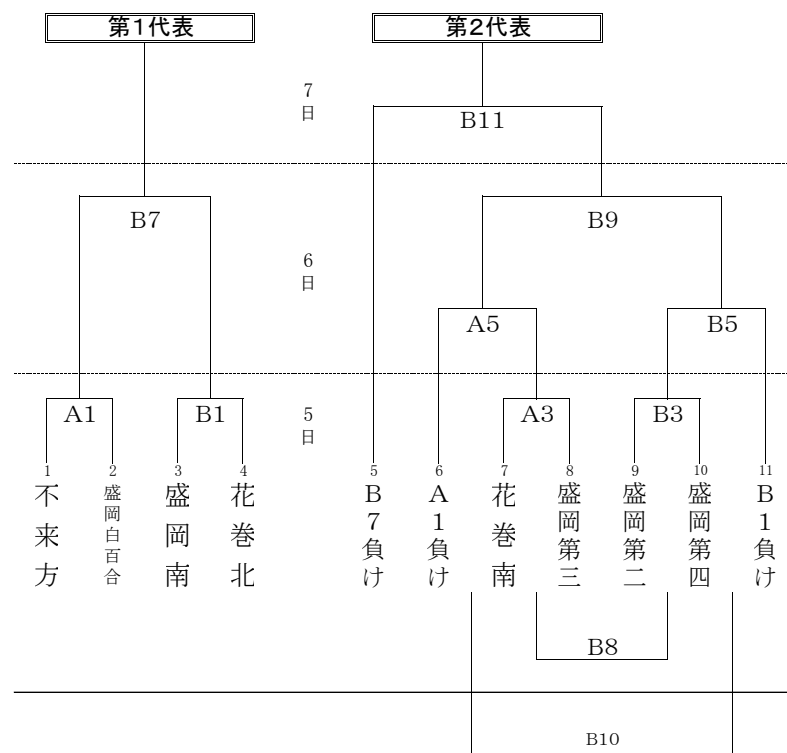 第1代表 第2代表
7日
B11
B7 B9
6日
A5 B5
A1 B1 5日 A3 B3
1 2 3 4 5 6 7 8 9 10 11
不来方
盛岡白百合
盛岡南
花巻北
B7負け
A1負け
花巻南
盛岡第三
盛岡第二
盛岡第四
B1負け
B8
B10